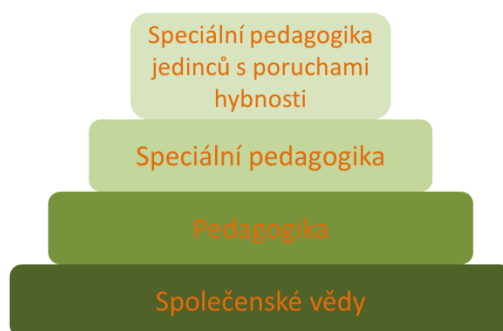 Speciální pedagogika
jedinců s poruchami
hybnosti
Speciální pedagogika
Pedagogika
Společenské vědy